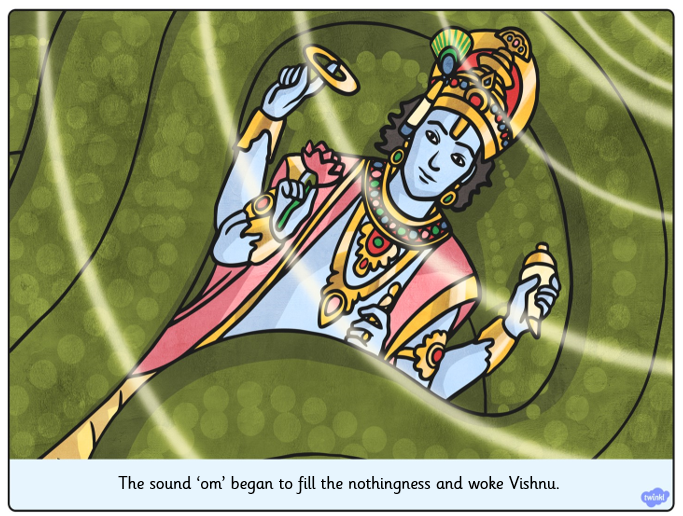 The sound ‘om’ began to fill the nothingness and woke Vishnu.
twinkl